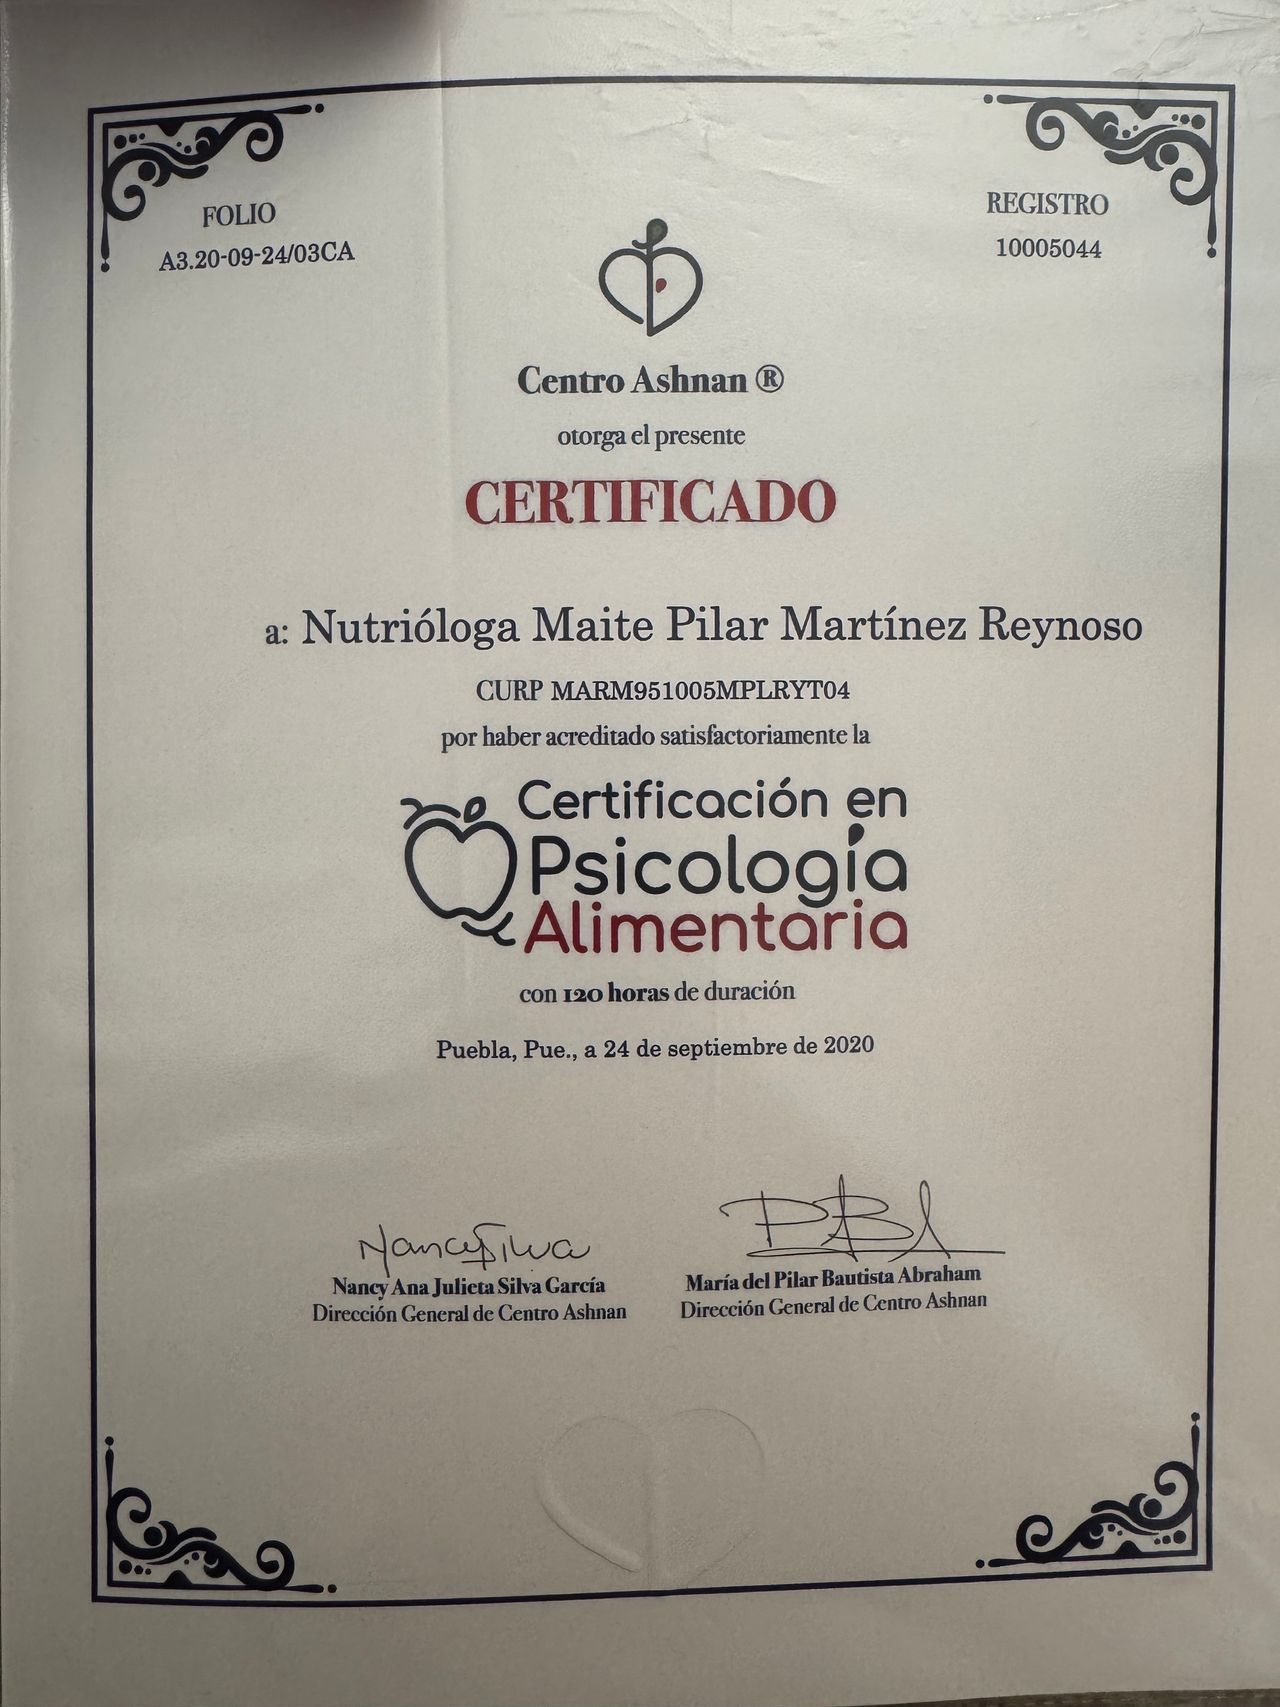 FOLIO
A3.20-09-24/03CA
REGISTRO
10005044
Centro Ashnan ®
otorga el presente
CERTIFICADO
a: Nutrióloga Maite Pilar Martínez Reynoso
CURP MARM951005MPLRYT04
por haber acreditado satisfactoriamente la
Certificación en
Psicología
Alimentaria
con 120 horas de duración
Puebla, Pue., a 24 de septiembre de 2020
Nancy Silva
Nancy Ana Julieta Silva García
Dirección General de Centro Ashnan
María del Pilar Bautista Abraham
Dirección General de Centro Ashnan